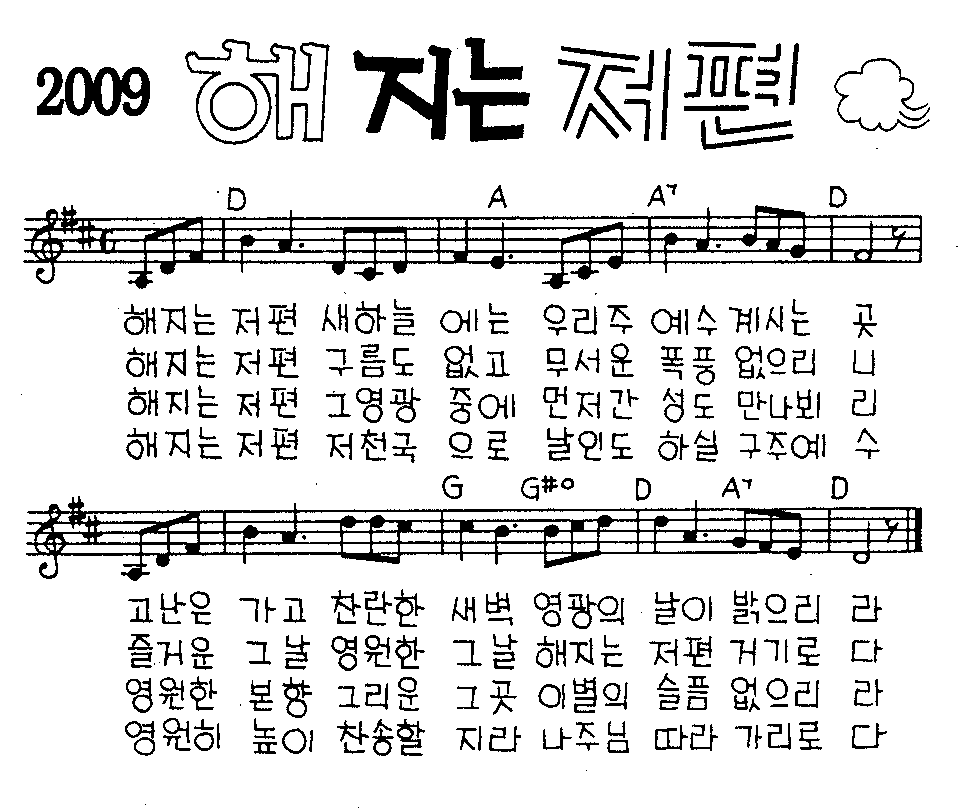 2009 해 지는 쩌편
D A A7 D
해지는 저편 새하늘 에는 우리주 예수 계시는 곳
해지는 저편 구름도 없고 무서운 폭풍 없으리 니
해지는 저편 그영광 중에 먼저간 성도 만나뵈 리
해지는 저편 저천국 으로 날인도 하실 구주예 수
G G#o D A7 D
고난은 가고 찬란한 새벽 영광의 날이 밝으리 라
즐거운 그날 영원한 그날 해지는 저편 거기로 다
영원한 본향 그리운 그곳 이별의 슬픔 없으리 라
영원히 높이 찬송할 지라 나주님 따라 가리로 다